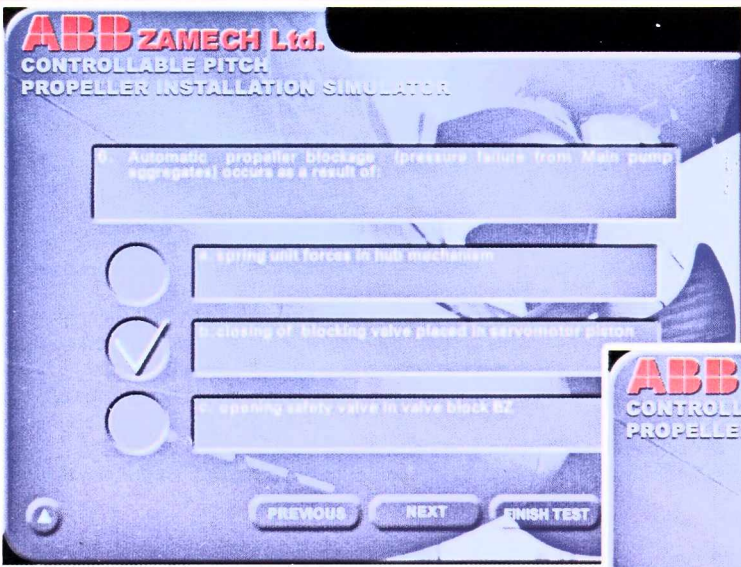 ABB ZAMECH Ltd.
CONTROLLABLE PITCH
PROPELLER INSTALLATION SIMULATOR
6. Automatic propeller blockage (pressure failure from Main pump
aggregates) occurs as a result of:
a. spring unit forces in hub mechanism
b. closing of blocking valve placed in servomotor piston
c. opening safety valve in valve block BZ
PREVIOUS NEXT FINISH TEST
ABB
CONTROLL
PROPELLE